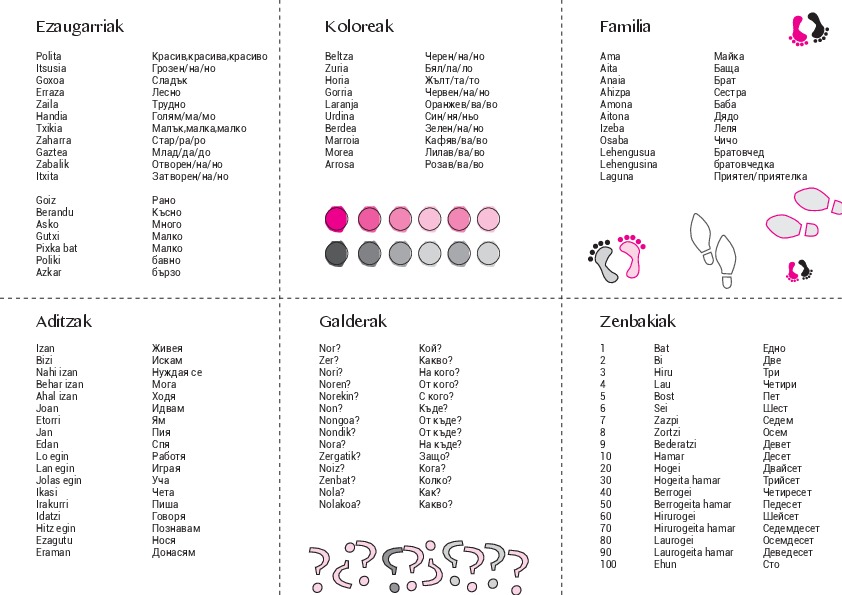 Ezaugarriak
Polita Красив,красива,красиво
Itsusia Грозен/на/но
Goxoa Сладък
Erraza Лесно
Zaila Трудно
Handia Голям/ма/мо
Txikia Малък,малка,малко
Zaharra Стар/ра/ро
Gaztea Млад/да/до
Zabalik Отворен/на/но
Itxita Затворен/на/но
Goiz Рано
Berandu Късно
Asko Много
Gutxi Малко
Pixka bat Малко
Poliki бавно
Azkar бързо
Koloreak
Beltza Черен/на/но
Zuria Бял/ла/ло
Horia Жълт/та/то
Gorria Червен/на/но
Laranja Оранжев/ва/во
Urdina Син/ня/ньо
Berdea Зелен/на/но
Marroia Кафяв/ва/во
Morea Лилав/ва/во
Arrosa Розав/ва/во
Familia
Ama Майка
Aita Баща
Anaia Брат
Ahizpa Сестра
Amona Баба
Aitona Дядо
Izeba Леля
Osaba Чичо
Lehengusua Братовчед
Lehengusina братовчедка
Laguna Приятел/приятелка
Aditzak
Izan Живея
Bizi Искам
Nahi izan Нуждая се
Behar izan Мога
Ahal izan Ходя
Joan Идвам
Etorri Ям
Jan Пия
Edan Спя
Lo egin Работя
Lan egin Играя
Jolas egin Уча
Ikasi Чета
Irakurri Пиша
Idatzi Говоря
Hitz egin Познавам
Ezagutu Нося
Eraman Донасям
Galderak
Nor? Кой?
Zer? Какво?
Nori? На кого?
Noren? От кого?
Norekin? С кого?
Non? Къде?
Nongoa? От къде?
Nondik? От къде?
Nora? На къде?
Zergatik? Защо?
Noiz? Кога?
Zenbat? Колко?
Nola? Как?
Nolakoa? Какво?
Zenbakiak
1 Bat Едно
2 Bi Две
3 Hiru Три
4 Lau Четири
5 Bost Пет
6 Sei Шест
7 Zazpi Седем
8 Zortzi Осем
9 Bederatzi Девет
10 Hamar Десет
20 Hogei Двайсет
30 Hogeita hamar Трийсет
40 Berrogei Четиресет
50 Berrogeita hamar Педесет
60 Hirurogei Шейсет
70 Hirurogeita hamar Седемдесет
80 Laurogei Осемдесет
90 Laurogeita hamar Деведесет
100 Ehun Сто